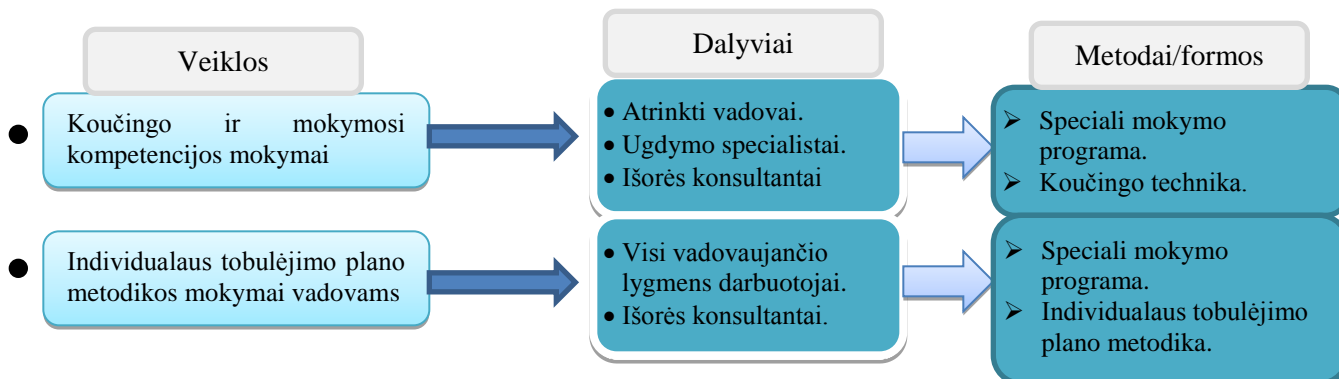 Veiklos
Dalyviai
Metodai/formos
Koučingo ir mokymosi
kompetencijos mokymai
• Atrinkti vadovai.
• Ugdymo specialistai.
• Išorės konsultantai
➢ Speciali mokymo
programa.
➢ Koučingo technika.
Individualaus tobulėjimo plano
metodikos mokymai vadovams
• Visi vadovaujančio
lygmens darbuotojai.
• Išorės konsultantai.
➢ Speciali mokymo
programa.
➢ Individualaus tobulėjimo
plano metodika.